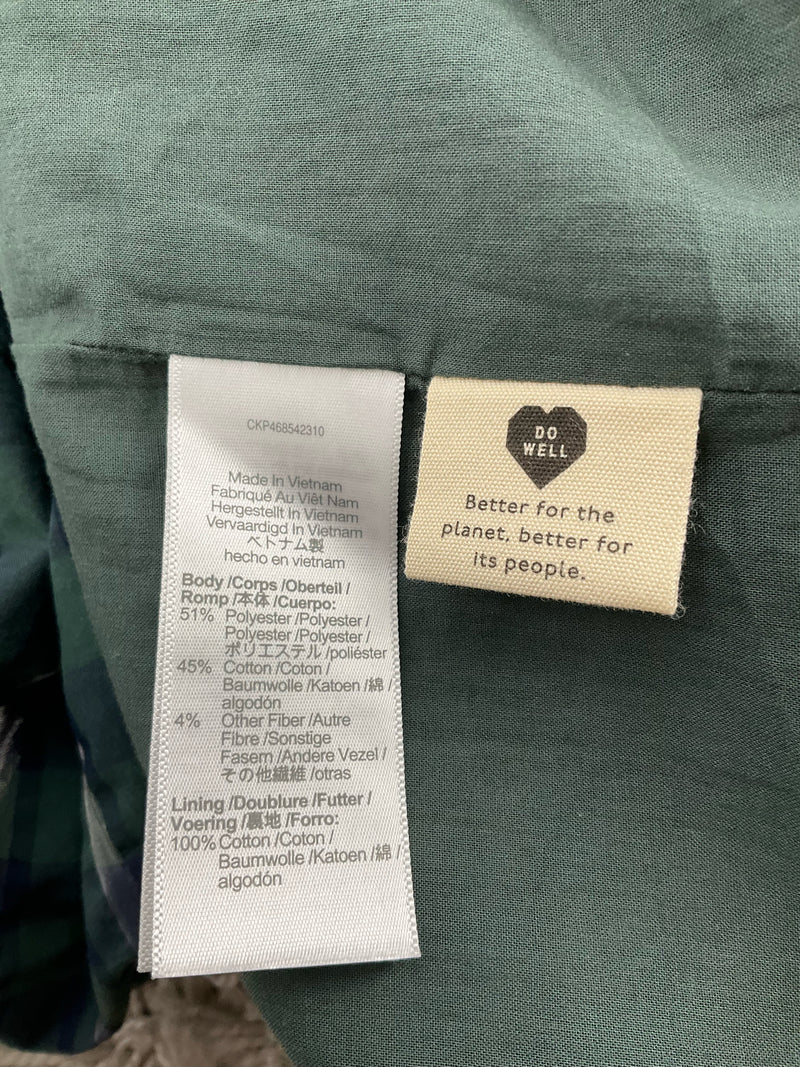 CKP468542310
Made In Vietnam
Fabriqué Au Viêt Nam
Hergestellt In Vietnam
Vervaardigd In Vietnam
ベトナム製
hecho en vietnam
Body /Corps /Oberteil /
Romp /本体 /Cuerpo:
51% Polyester /Polyester /
Polyester /Polyester /
ポリエステル /poliéster
45% Cotton /Coton /
Baumwolle /Katoen /綿 /
algodón
4% Other Fiber /Autre
Fibre /Sonstige
Fasern /Andere Vezel /
その他繊維 /otras
Lining /Doublure /Futter /
Voering /裏地 /Forro:
100% Cotton /Coton /
Baumwolle /Katoen /綿 /
algodón
DO
WELL
Better for the
planet, better for
its people.